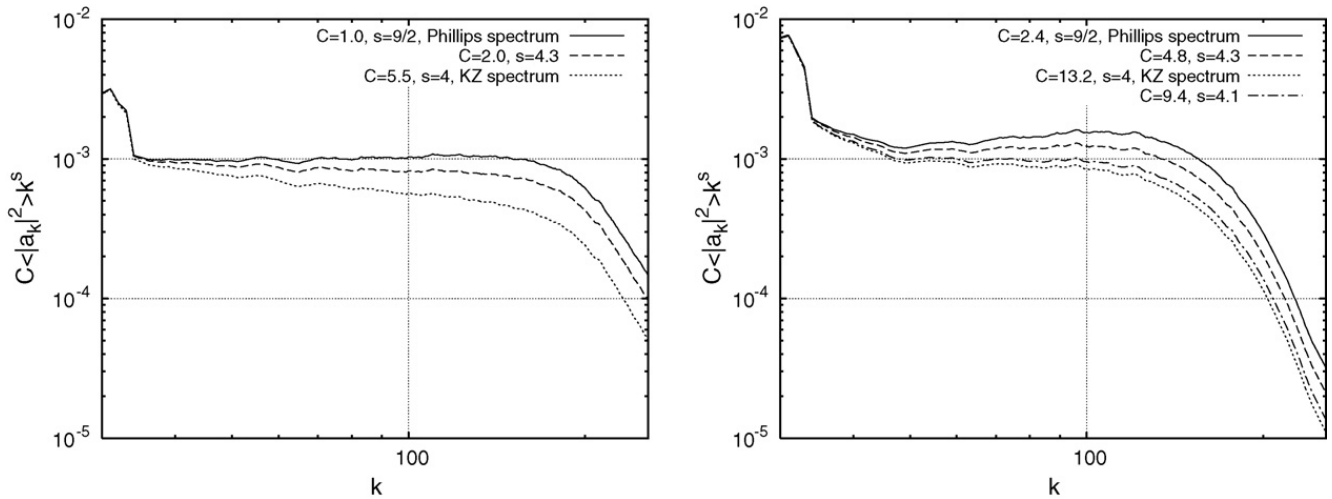 10^-2
10^-3
10^-4
10^-5
C<|a_k|^2>k^s
C=1.0, s=9/2, Phillips spectrum
C=2.0, s=4.3
C=5.5, s=4, KZ spectrum
100
k
10^-2
10^-3
10^-4
10^-5
C<|a_k|^2>k^s
C=2.4, s=9/2, Phillips spectrum
C=4.8, s=4.3
C=13.2, s=4, KZ spectrum
C=9.4, s=4.1
100
k